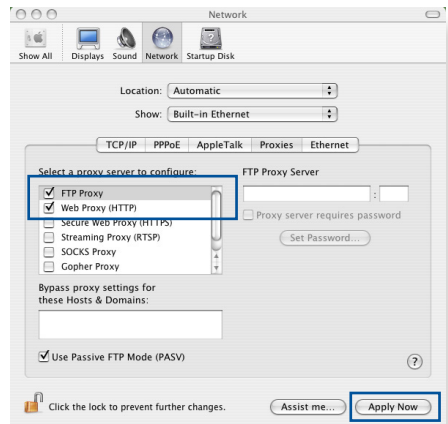 Network
Show All Displays Sound Network Startup Disk
Location: Automatic
Show: Built-in Ethernet
TCP/IP PPPoE AppleTalk Proxies Ethernet
Select a proxy server to configure: FTP Proxy Server
FTP Proxy
:
Web Proxy (HTTP)
Proxy server requires password
Secure Web Proxy (HTTPS)
Streaming Proxy (RTSP) Set Password...
SOCKS Proxy
Gopher Proxy
Bypass proxy settings for
these Hosts & Domains:
Use Passive FTP Mode (PASV) ?
Click the lock to prevent further changes. Assist me... Apply Now